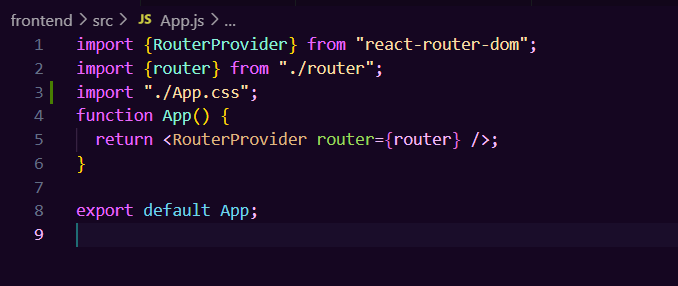 frontend > src > JS App.js > ...
1 import {RouterProvider} from "react-router-dom";
2 import {router} from "./router";
3 import "./App.css";
4 function App() {
5   return <RouterProvider router={router} />;
6 }
7
8 export default App;
9